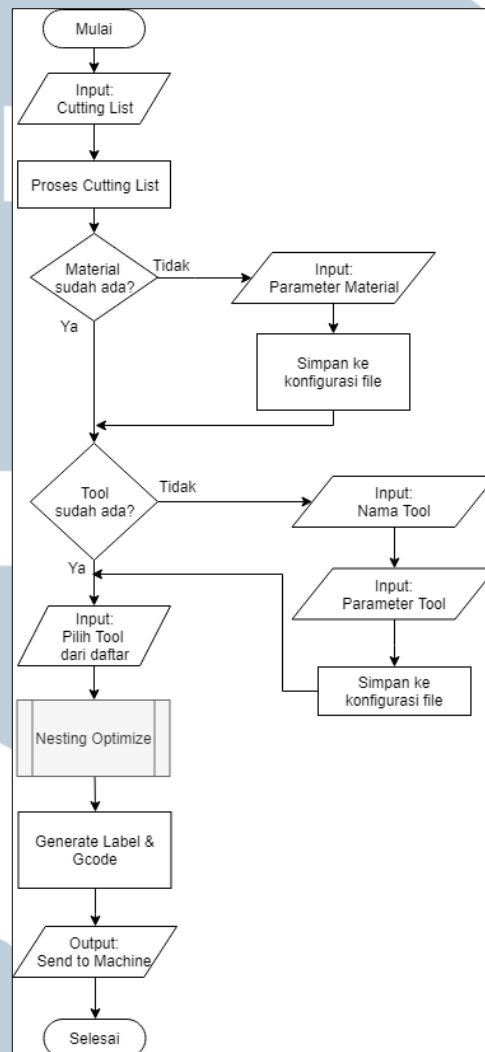 Mulai
Input:
Cutting List
Proses Cutting List
Material
sudah ada?
Tidak
Ya
Input:
Parameter Material
Simpan ke
konfigurasi file
Tool
sudah ada?
Tidak
Ya
Input:
Nama Tool
Input:
Parameter Tool
Simpan ke
konfigurasi file
Input:
Pilih Tool
dari daftar
Nesting Optimize
Generate Label &
Gcode
Output:
Send to Machine
Selesai